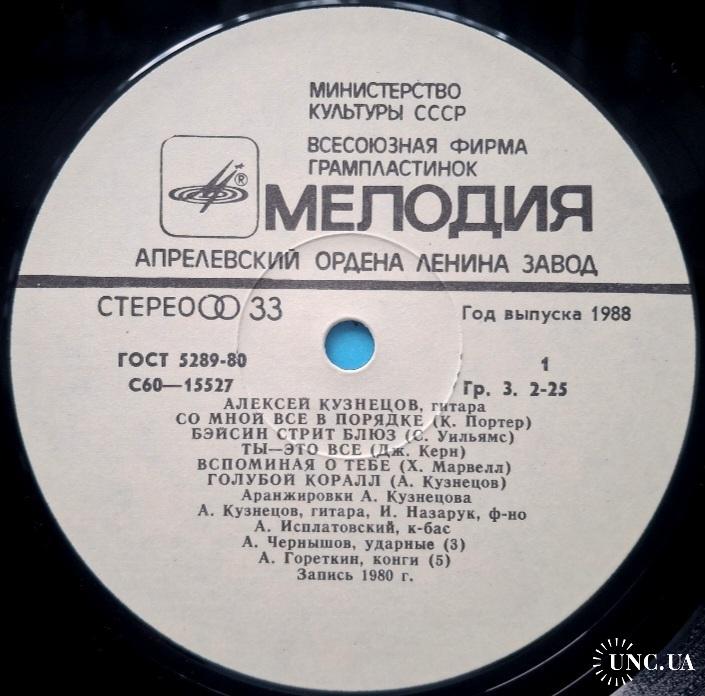 МИНИСТЕРСТВО
КУЛЬТУРЫ СССР
ВСЕСОЮЗНАЯ ФИРМА
ГРАМПЛАСТИНОК
®
МЕЛОДИЯ
АПРЕЛЕВСКИЙ ОРДЕНА ЛЕНИНА ЗАВОД
СТЕРЕО 33
Год выпуска 1988
ГОСТ 5289-80
С60—15527
1
Гр. 3. 2-25
АЛЕКСЕЙ КУЗНЕЦОВ, гитара
СО МНОЙ ВСЕ В ПОРЯДКЕ (К. Портер)
БЭЙСИН СТРИТ БЛЮЗ (С. Уильямс)
ТЫ—ЭТО ВСЕ (Дж. Керн)
ВСПОМИНАЯ О ТЕБЕ (Х. Марвелл)
ГОЛУБОЙ КОРАЛЛ (А. Кузнецов)
Аранжировки А. Кузнецова
А. Кузнецов, гитара, И. Назарук, ф-но
А. Исплатовский, к-бас
А. Чернышов, ударные (3)
А. Гореткин, конги (5)
Запись 1980 г.
UNC.UA